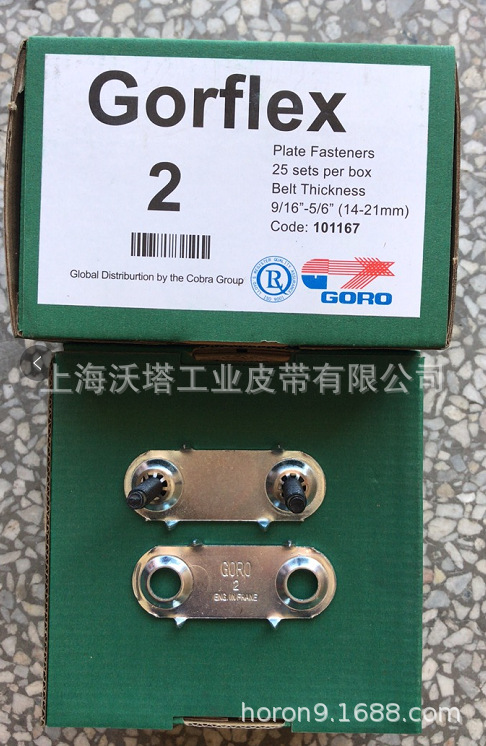 Gorflex
2
Plate Fasteners
25 sets per box
Belt Thickness
9/16”-5/6” (14-21mm)
Code: 101167
Global Disturburtion by the Cobra Group
R
GORO
上海沃塔工业皮带有限公司
GORO
2
horon9.1688.com